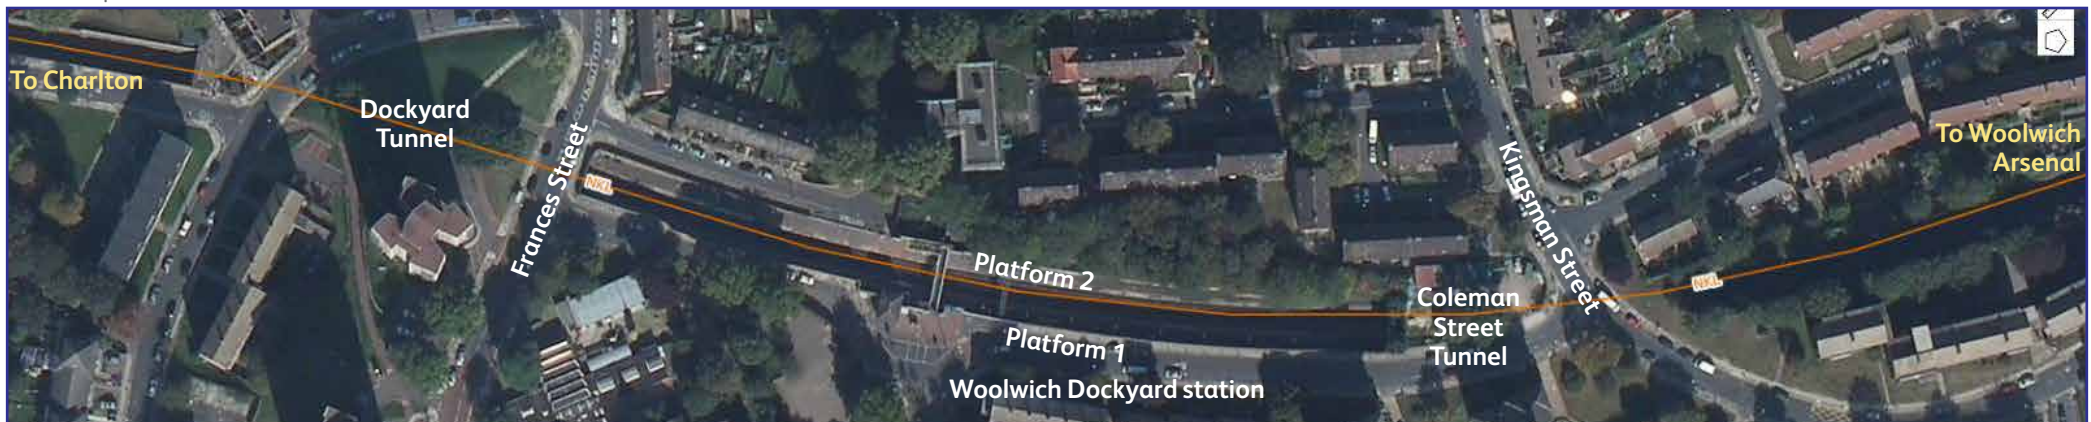 To Charlton
Dockyard
Tunnel
Frances Street
NKL
Platform 2
Platform 1
Woolwich Dockyard station
Coleman
Street
Tunnel
Kingsman Street
NKL
To Woolwich
Arsenal